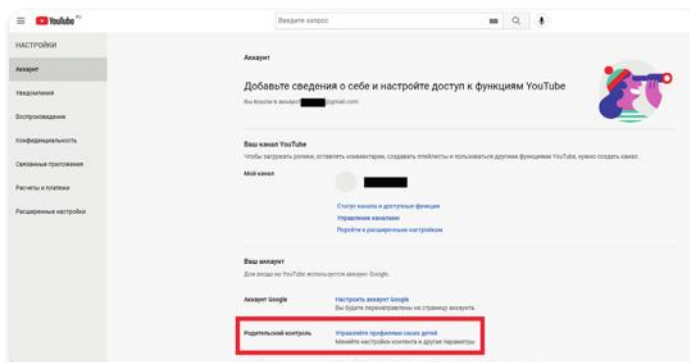 YouTube RU
Введите запрос
НАСТРОЙКИ
Аккаунт
Уведомления
Воспроизведение
Конфиденциальность
Связанные приложения
Расчеты и платежи
Расширенные настройки
Аккаунт
Добавьте сведения о себе и настройте доступ к функциям YouTube
Вы вошли в аккаунт @gmail.com
Ваш канал YouTube
Чтобы загружать ролики, оставлять комментарии, создавать плейлисты и пользоваться другими функциями YouTube, нужно создать канал.
Мой канал
Статус канала и доступные функции
Управление каналами
Перейти к расширенным настройкам
Ваш аккаунт
Для входа на YouTube используется аккаунт Google.
Аккаунт Google
Настроить аккаунт Google
Вы будете перенаправлены на страницу аккаунта.
Родительский контроль
Управляйте профилями своих детей
Меняйте настройки контента и другие параметры